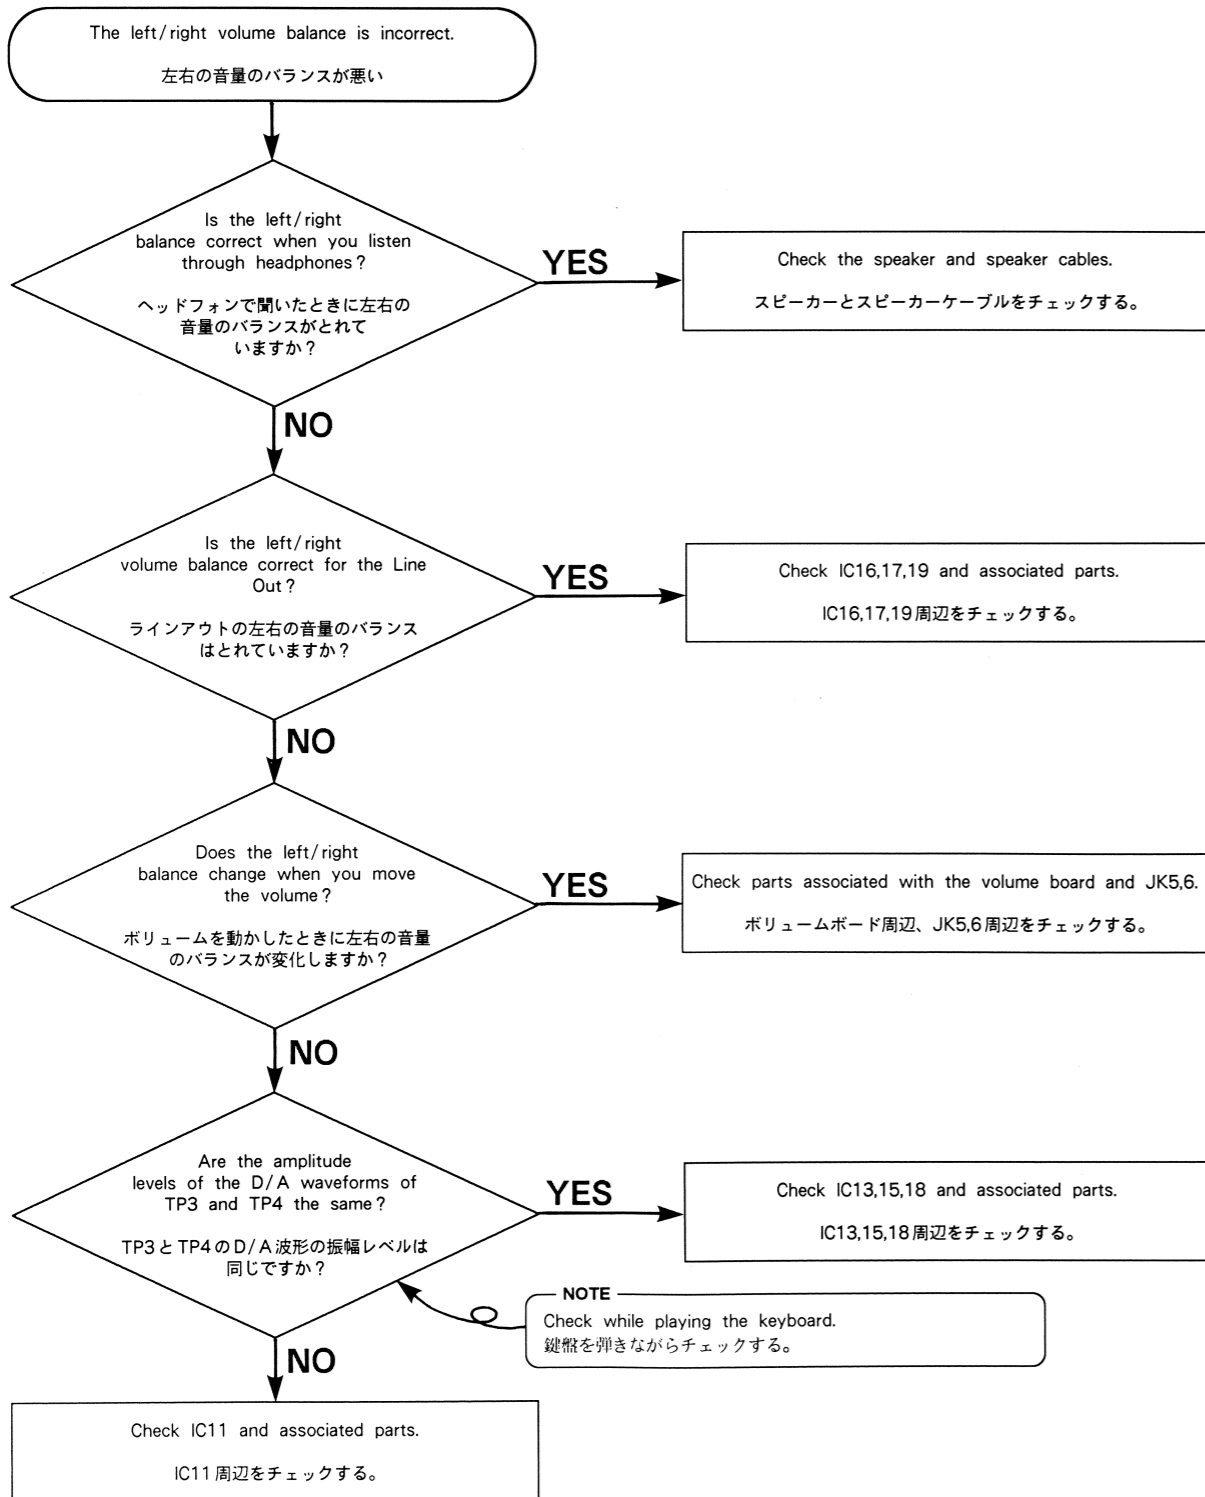 The left/right volume balance is incorrect.
左右の音量のバランスが悪い
Is the left/right
balance correct when you listen
through headphones?
ヘッドフォンで聞いたときに左右の
音量のバランスがとれて
いますか？
YES
Check the speaker and speaker cables.
スピーカーとスピーカーケーブルをチェックする。
NO
Is the left/right
volume balance correct for the Line
Out?
ラインアウトの左右の音量のバランス
はとれていますか？
YES
Check IC16,17,19 and associated parts.
IC16,17,19周辺をチェックする。
NO
Does the left/right
balance change when you move
the volume?
ボリュームを動かしたときに左右の音量
のバランスが変化しますか？
YES
Check parts associated with the volume board and JK5,6.
ボリュームボード周辺、JK5,6周辺をチェックする。
NO
Are the amplitude
levels of the D/A waveforms of
TP3 and TP4 the same?
TP3とTP4のD/A波形の振幅レベルは
同じですか？
YES
Check IC13,15,18 and associated parts.
IC13,15,18周辺をチェックする。
NOTE
Check while playing the keyboard.
鍵盤を弾きながらチェックする。
NO
Check IC11 and associated parts.
IC11周辺をチェックする。